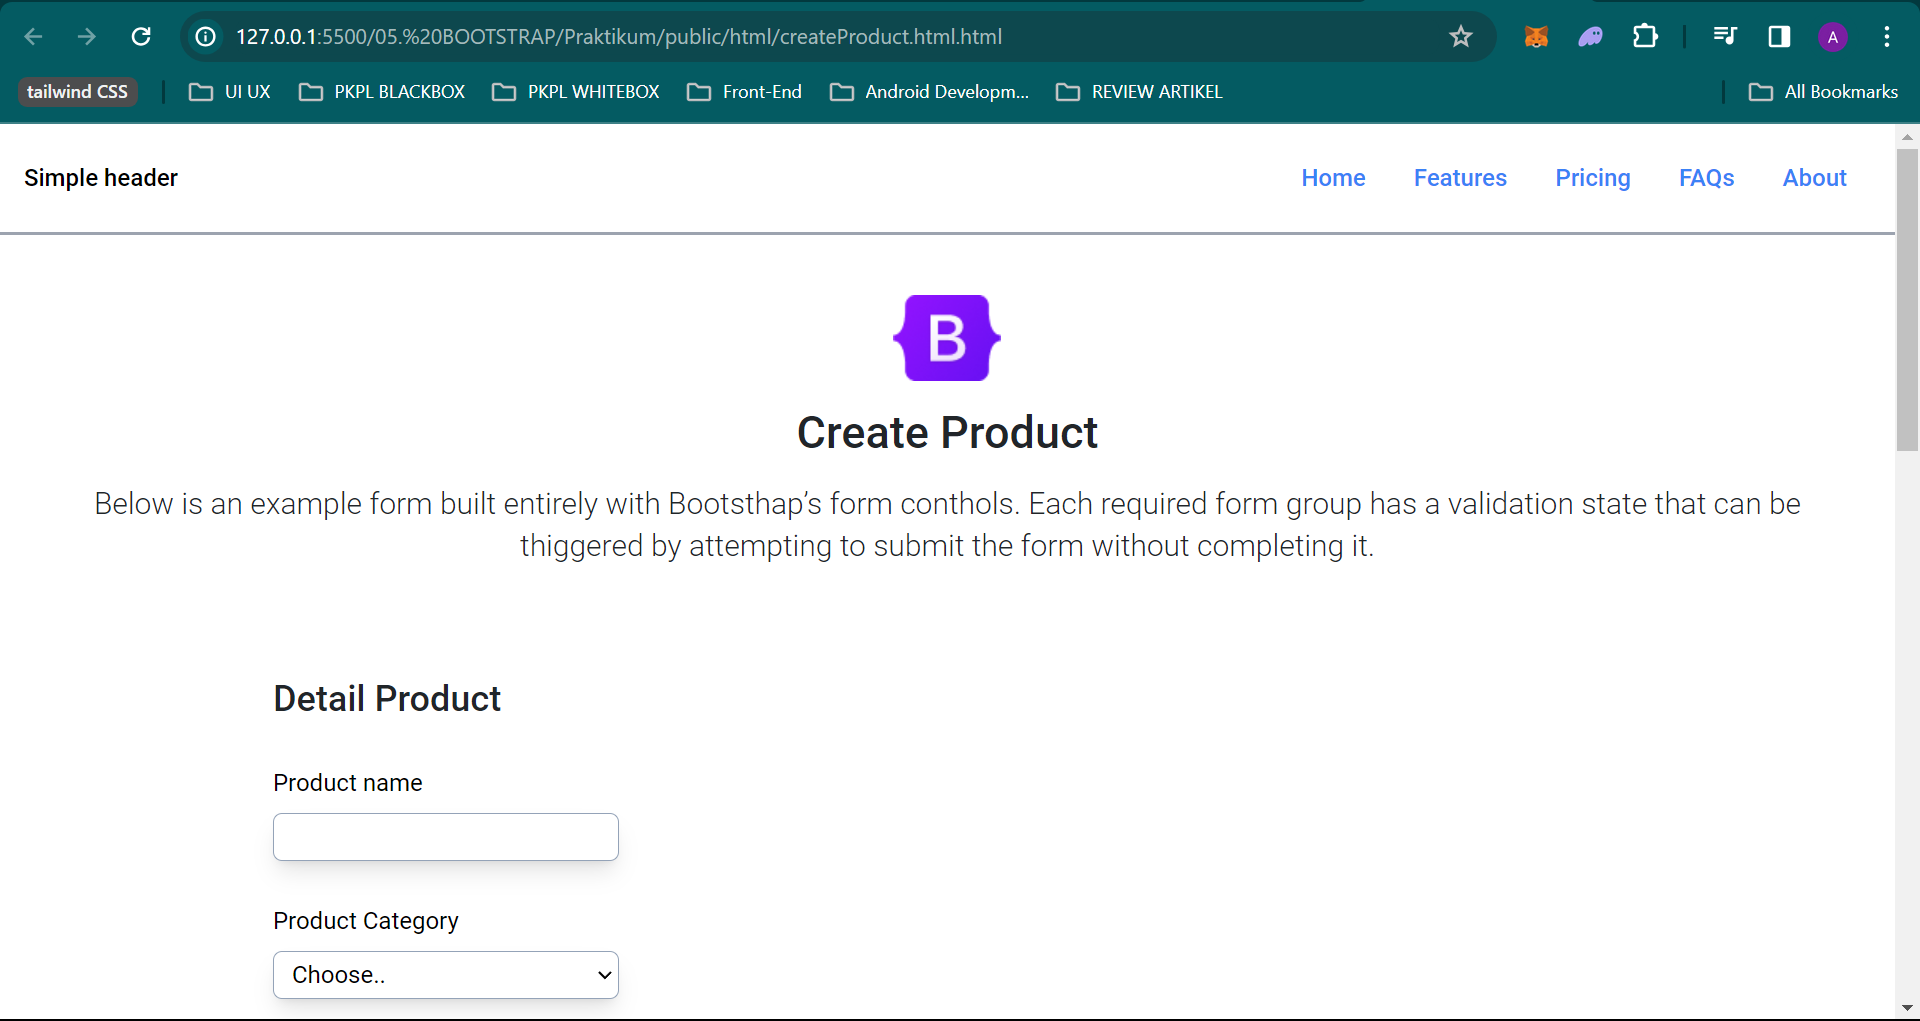 127.0.0.1:5500/05.%20BOOTSTRAP/Praktikum/public/html/createProduct.html.html
A
tailwind CSS
UI UX
PKPL BLACKBOX
PKPL WHITEBOX
Front-End
Android Developm...
REVIEW ARTIKEL
All Bookmarks
Simple header
Home
Features
Pricing
FAQs
About
B
Create Product
Below is an example form built entirely with Bootsthap’s form conthols. Each required form group has a validation state that can be
thiggered by attempting to submit the form without completing it.
Detail Product
Product name
Product Category
Choose..